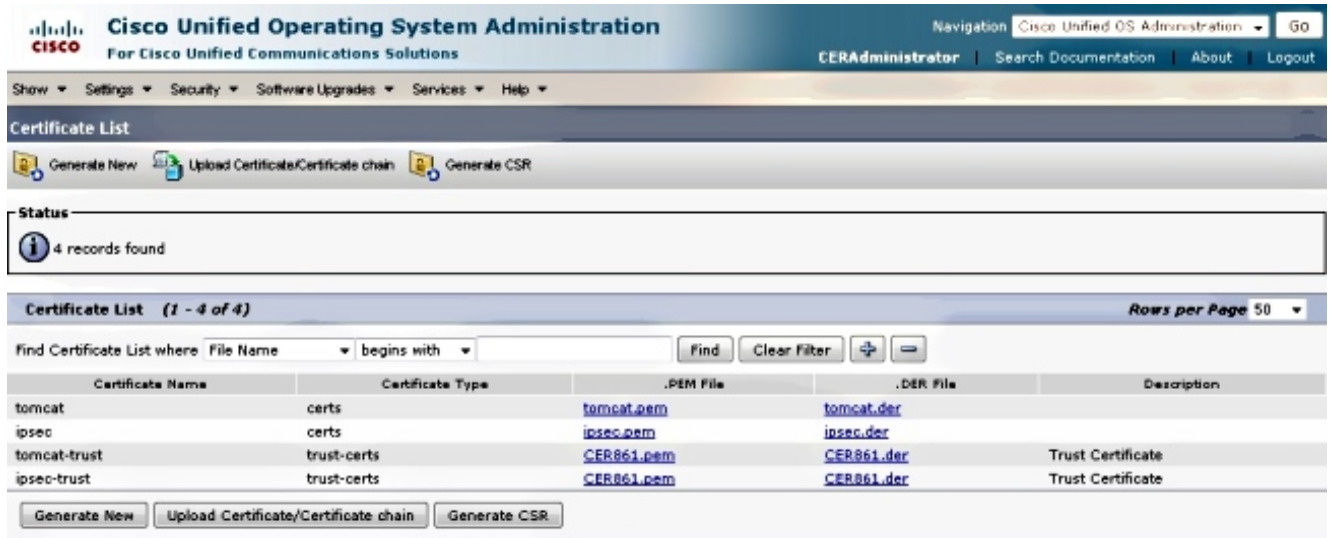 Cisco Unified Operating System Administration
Navigation Cisco Unified OS Administration Go
CISCO
For Cisco Unified Communications Solutions
CERAdministrator Search Documentation About Logout
Show Settings Security Software Upgrades Services Help
Certificate List
Generate New Upload Certificate/Certificate chain Generate CSR
Status
4 records found
Certificate List (1 - 4 of 4) Rows per Page 50
Find Certificate List where File Name begins with Find Clear Filter
Certificate Name Certificate Type .PEM File .DER File Description
tomcat certs tomcat.pem tomcat.der
ipsec certs ipsec.pem ipsec.der
tomcat-trust trust-certs CER861.pem CER861.der Trust Certificate
ipsec-trust trust-certs CER861.pem CER861.der Trust Certificate
Generate New Upload Certificate/Certificate chain Generate CSR